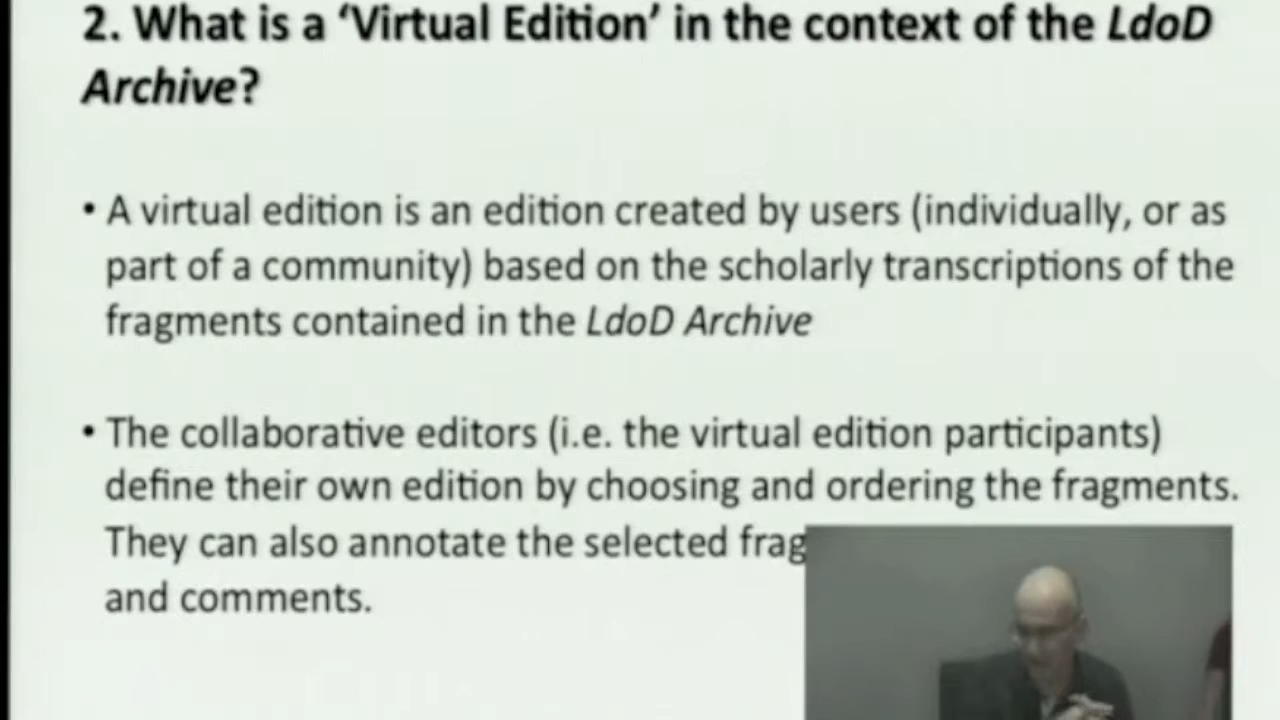 2. What is a ‘Virtual Edition’ in the context of the LdoD
Archive?
• A virtual edition is an edition created by users (individually, or as
part of a community) based on the scholarly transcriptions of the
fragments contained in the LdoD Archive
• The collaborative editors (i.e. the virtual edition participants)
define their own edition by choosing and ordering the fragments.
They can also annotate the selected frag
and comments.